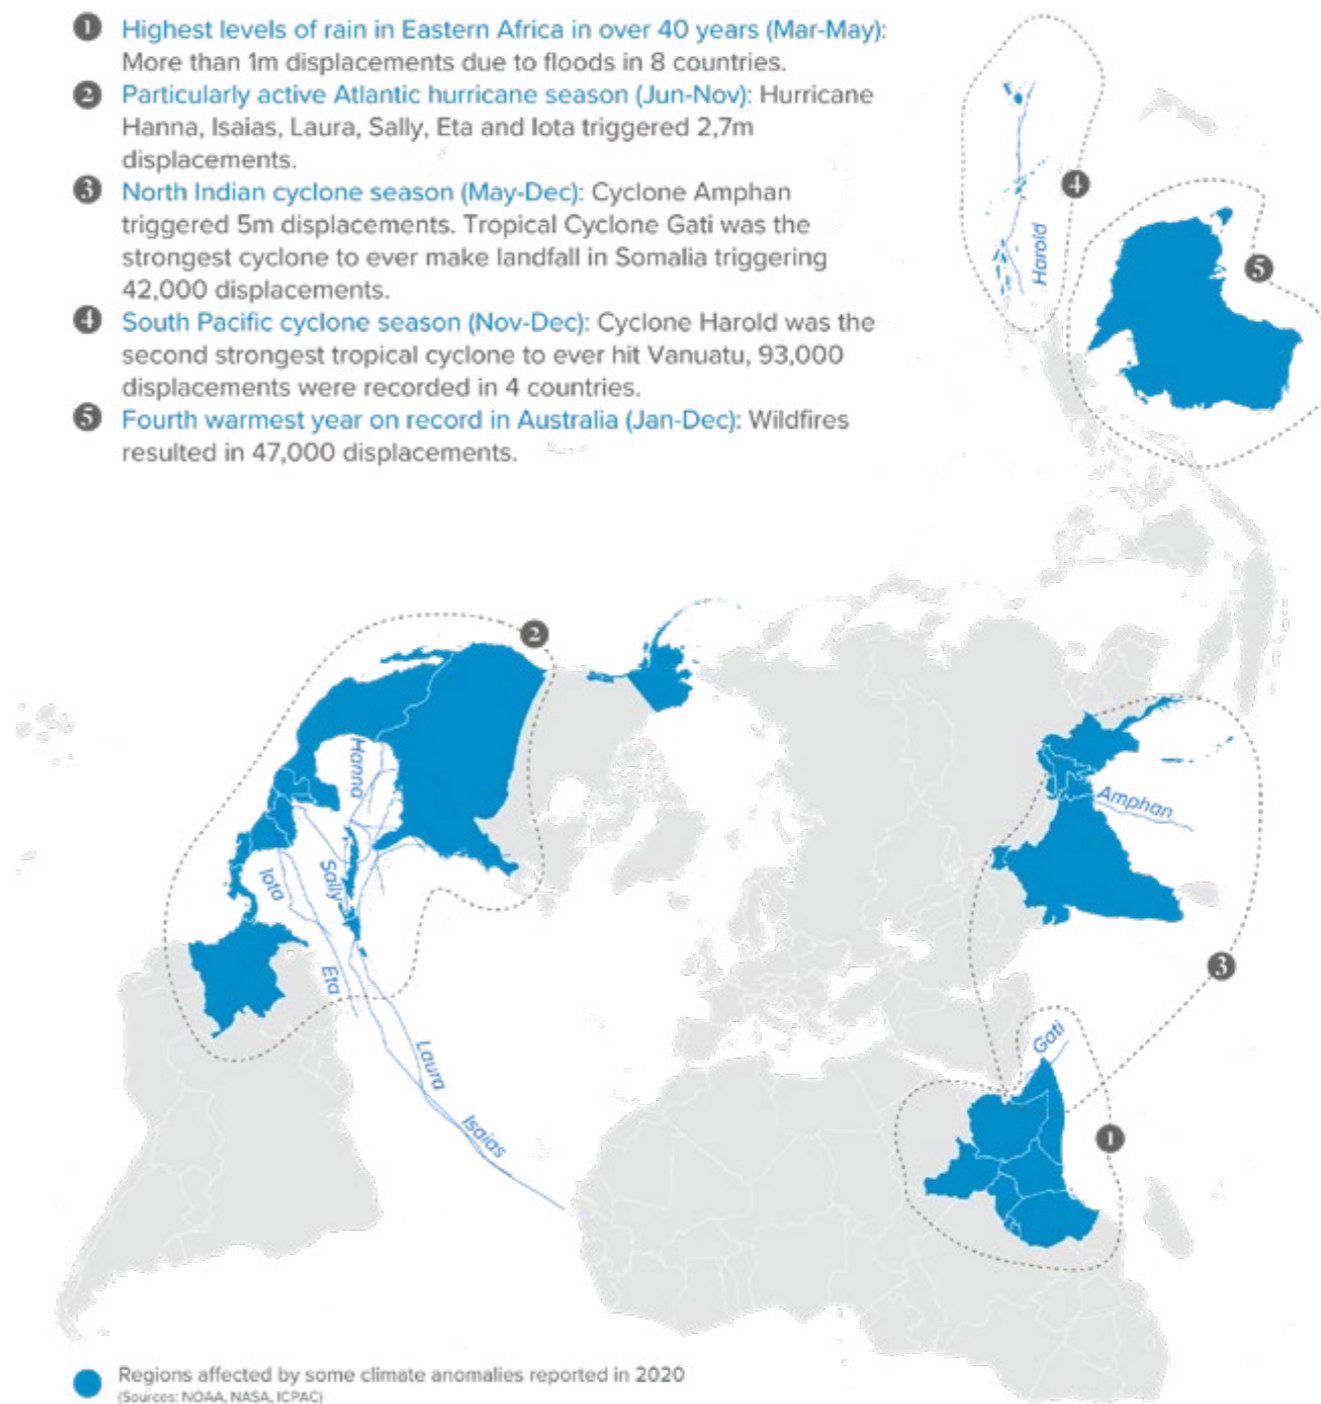 1 Highest levels of rain in Eastern Africa in over 40 years (Mar-May):
More than 1m displacements due to floods in 8 countries.
2 Particularly active Atlantic hurricane season (Jun-Nov): Hurricane
Hanna, Isaias, Laura, Sally, Eta and Iota triggered 2,7m
displacements.
3 North Indian cyclone season (May-Dec): Cyclone Amphan
triggered 5m displacements. Tropical Cyclone Gati was the
strongest cyclone to ever make landfall in Somalia triggering
42,000 displacements.
4 South Pacific cyclone season (Nov-Dec): Cyclone Harold was the
second strongest tropical cyclone to ever hit Vanuatu, 93,000
displacements were recorded in 4 countries.
5 Fourth warmest year on record in Australia (Jan-Dec): Wildfires
resulted in 47,000 displacements.
4
Harold
5
2
Hanna
Amphan
Iota
Sally
3
Eta
Gati
Laura
Isaias
1
Regions affected by some climate anomalies reported in 2020
(Sources: NOAA, NASA, ICPAC)